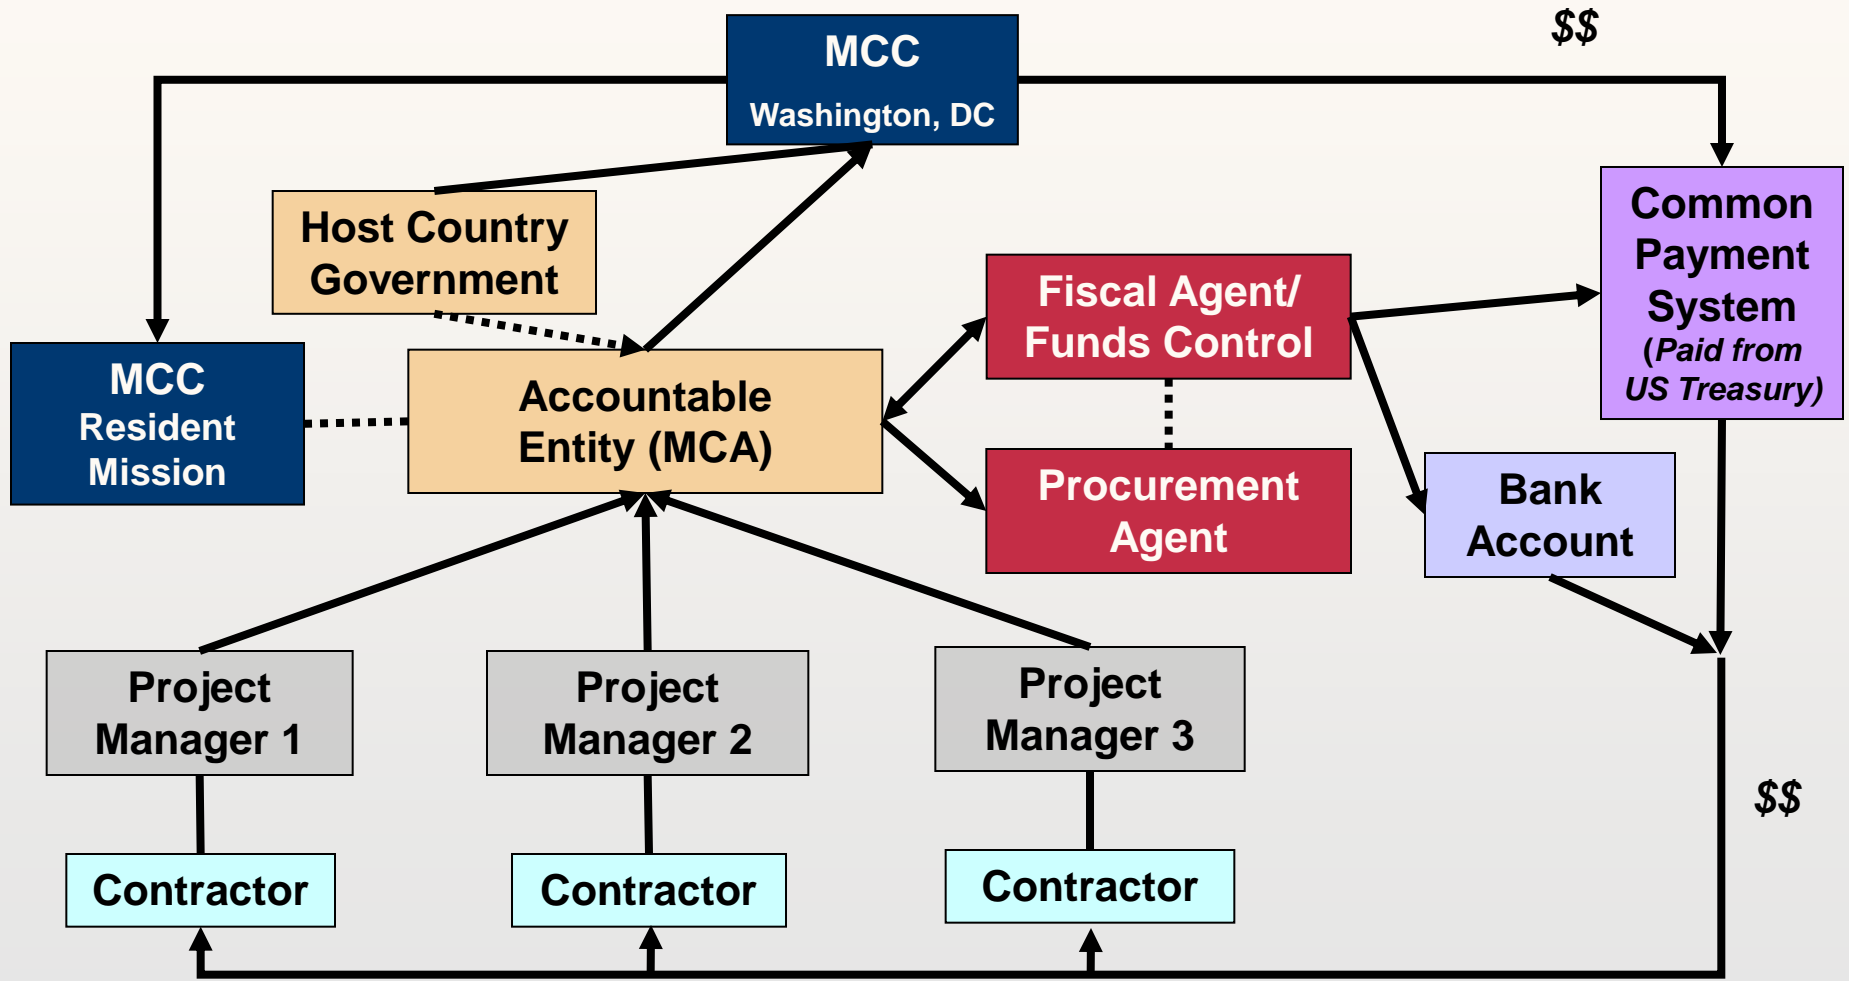 $$
MCC
Washington, DC
Host Country
Government
Common
Payment
System
(Paid from
US Treasury)
Fiscal Agent/
Funds Control
MCC
Resident
Mission
Accountable
Entity (MCA)
Procurement
Agent
Bank
Account
Project
Manager 1
Project
Manager 2
Project
Manager 3
$$
Contractor
Contractor
Contractor